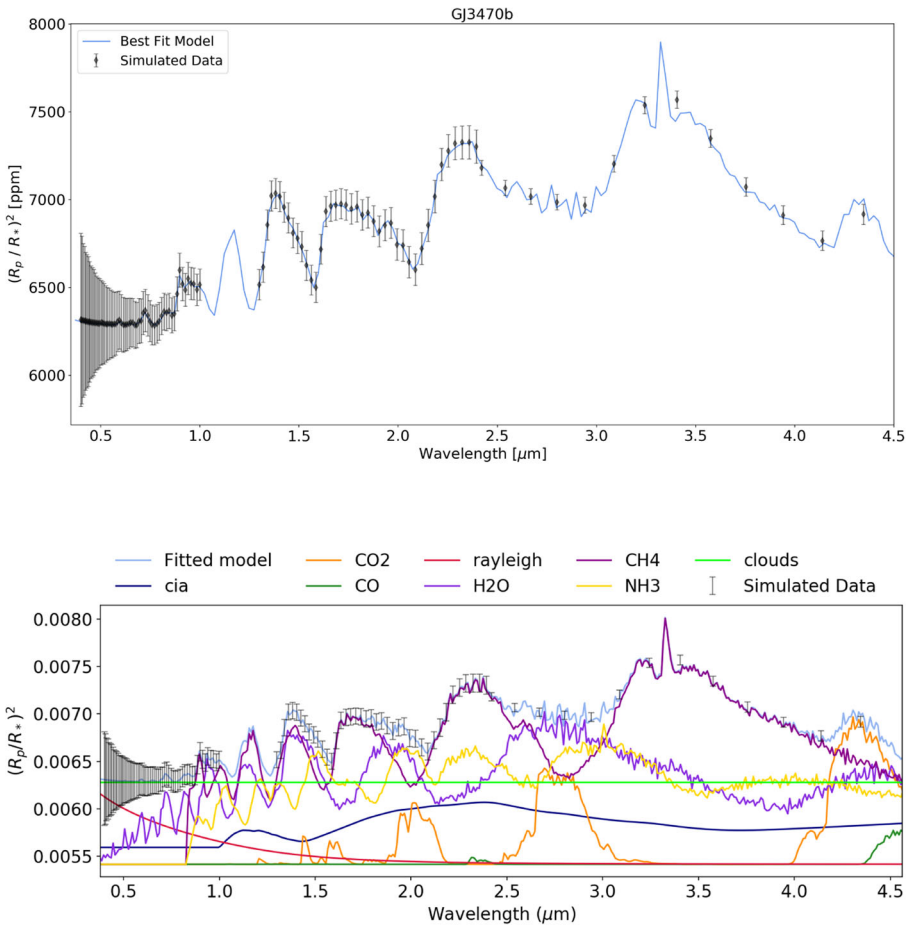 GJ3470b
Best Fit Model
Simulated Data
8000
7500
7000
6500
6000
(R_p / R_*)^2 [ppm]
0.5 1.0 1.5 2.0 2.5 3.0 3.5 4.0 4.5
Wavelength [μm]
Fitted model CO2 rayleigh CH4 clouds
cia CO H2O NH3 Simulated Data
0.0080
0.0075
0.0070
0.0065
0.0060
0.0055
(R_p/R_*)^2
0.5 1.0 1.5 2.0 2.5 3.0 3.5 4.0 4.5
Wavelength (μm)